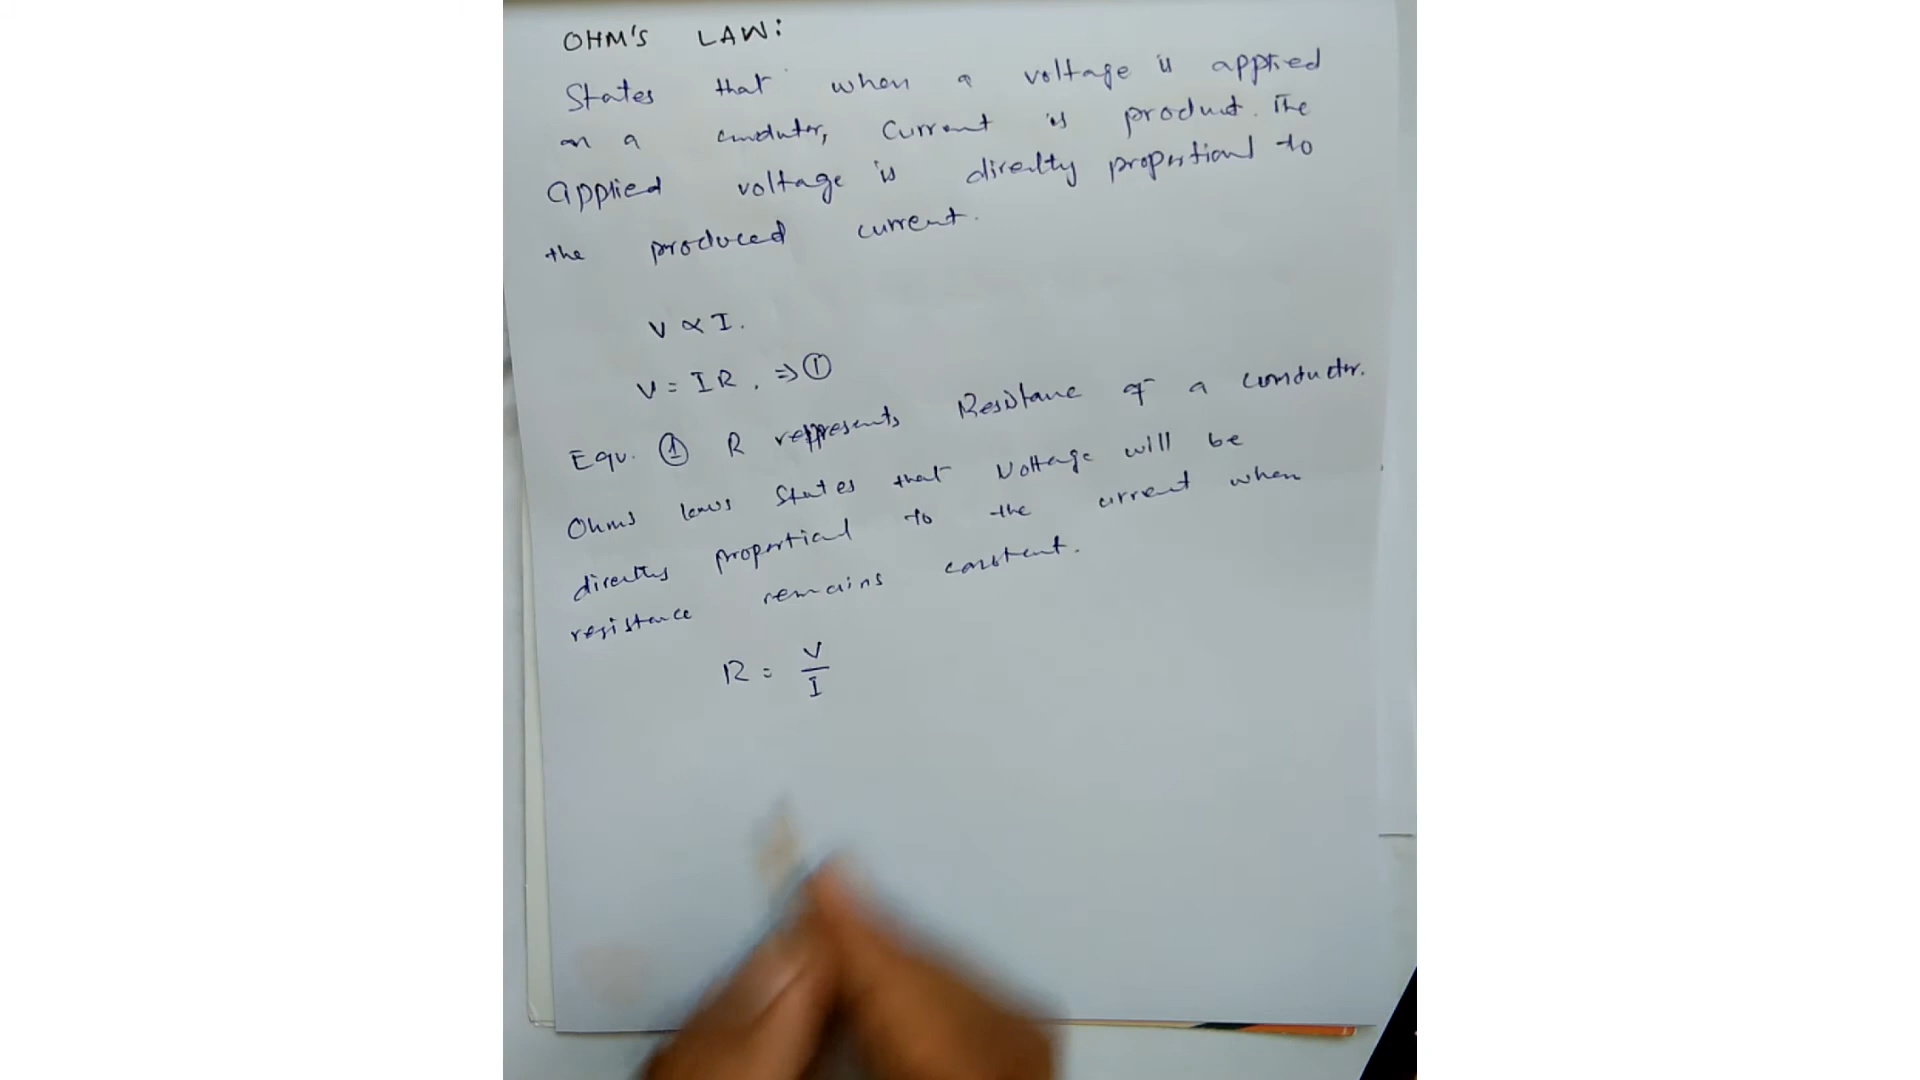 OHM'S LAW:
States that when a voltage is applied
on a conductor, Current is product. The
applied voltage is directly proportional to
the produced current.
V ∝ I.
V = IR, ⇒ ①
Equ. ① R represents Resistance of a conductor.
Ohms laws States that Voltage will be
directly proportional to the current when
resistance remains constant.
R = V/I